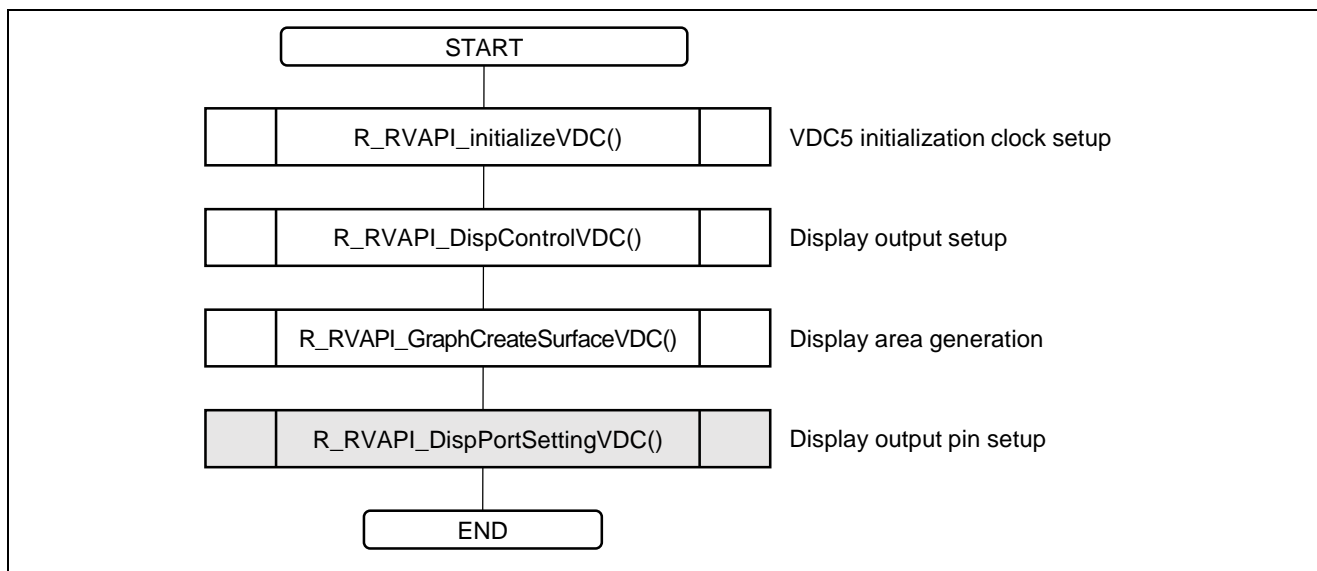 START
R_RVAPI_initializeVDC() VDC5 initialization clock setup
R_RVAPI_DispControlVDC() Display output setup
R_RVAPI_GraphCreateSurfaceVDC() Display area generation
R_RVAPI_DispPortSettingVDC() Display output pin setup
END